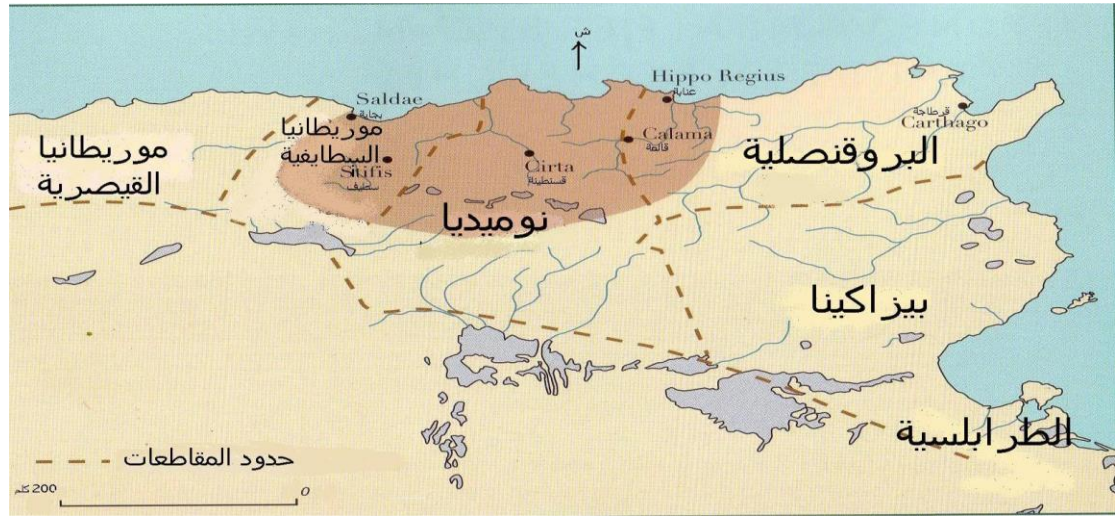 ش
Hippo Regius
عنابة
Saldae
بجاية
قرطاجة
Carthago
موريطانيا
السطايفية
Calama
قالمة
البروقنصلية
موريطانيا
القيصرية
Sitifis
سطيف
Cirta
قسنطينة
نوميديا
بيزاكينا
الطرابلسية
حدود المقاطعات
200 كلم
0